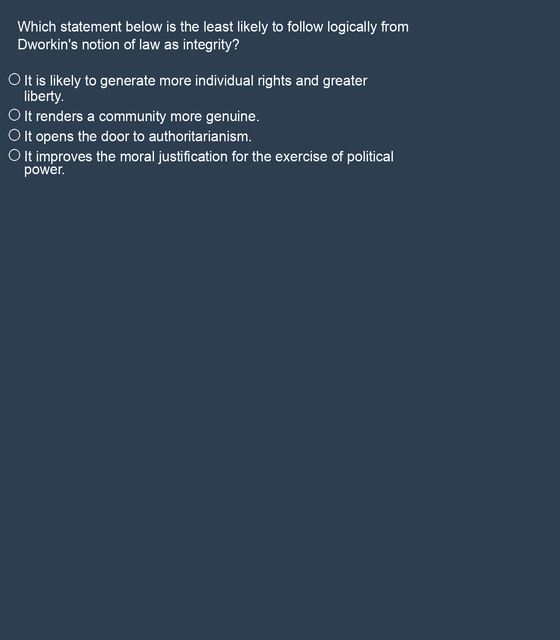 Which statement below is the least likely to follow logically from
Dworkin's notion of law as integrity?
It is likely to generate more individual rights and greater
liberty.
It renders a community more genuine.
It opens the door to authoritarianism.
It improves the moral justification for the exercise of political
power.